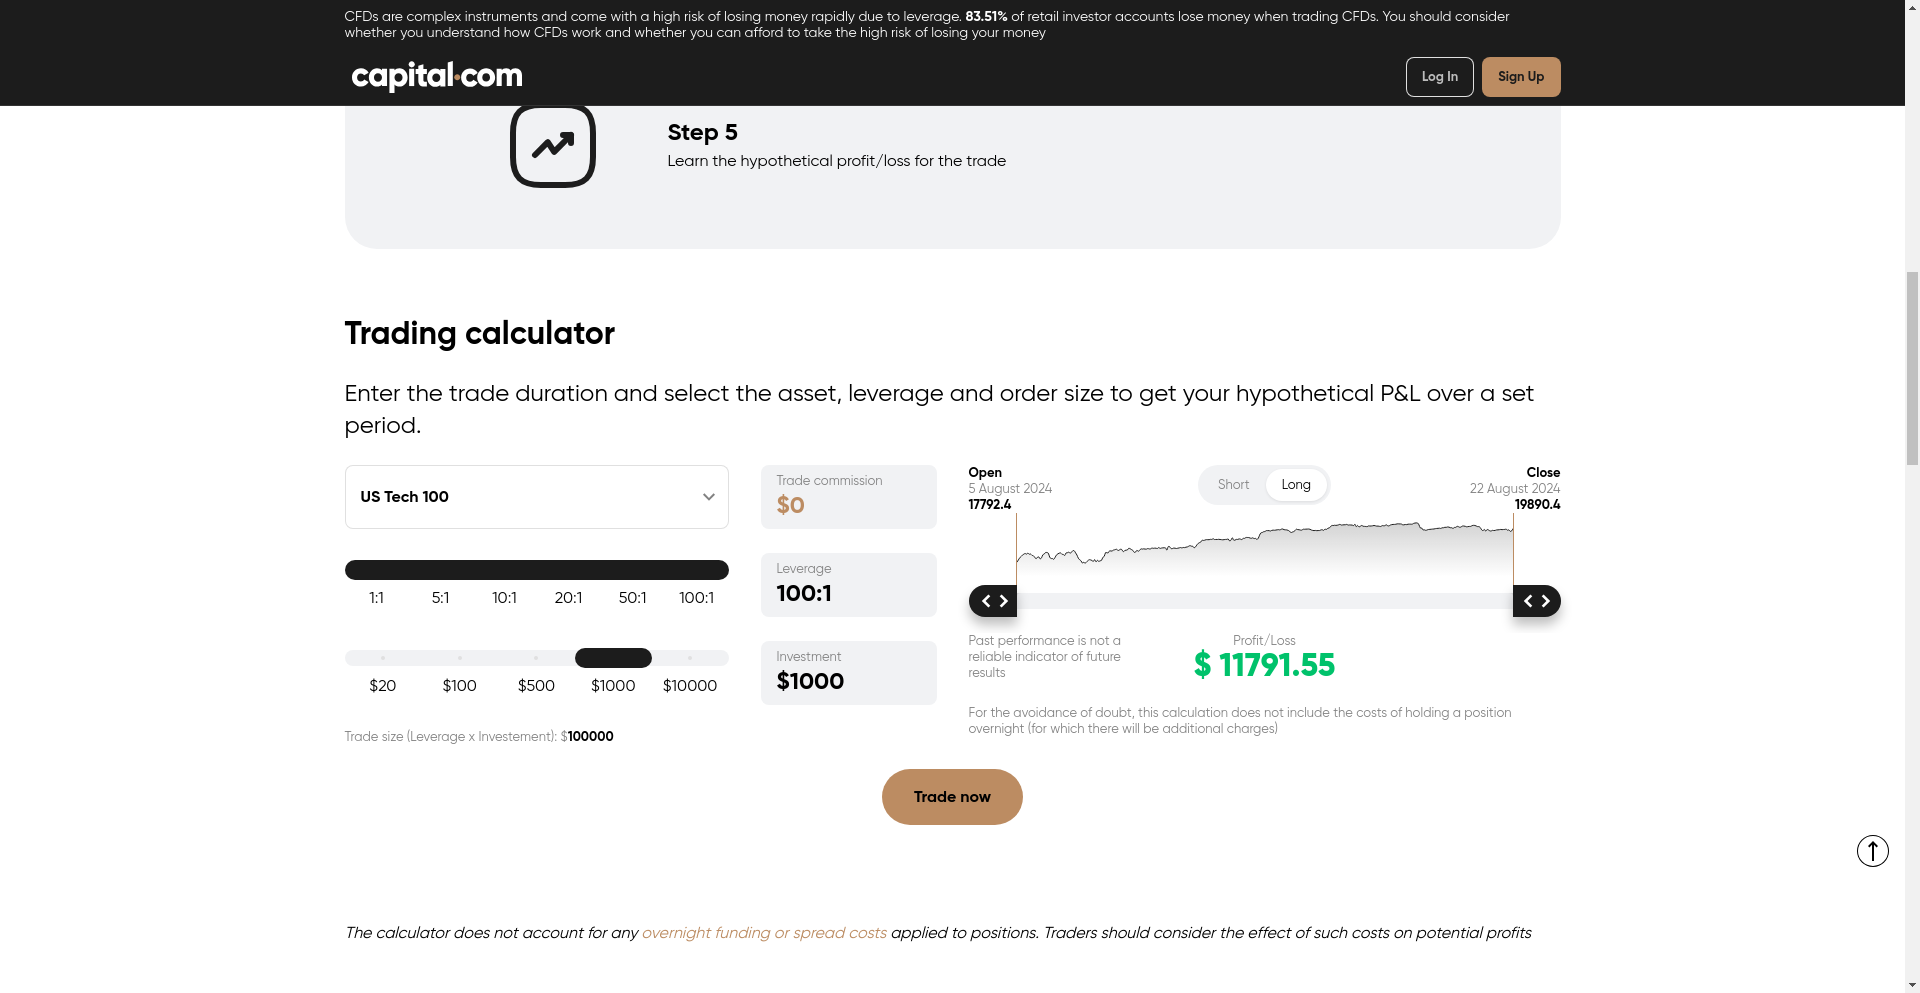 CFDs are complex instruments and come with a high risk of losing money rapidly due to leverage. 83.51% of retail investor accounts lose money when trading CFDs. You should consider
whether you understand how CFDs work and whether you can afford to take the high risk of losing your money
capital.com
Log In
Sign Up
Step 5
Learn the hypothetical profit/loss for the trade
Trading calculator
Enter the trade duration and select the asset, leverage and order size to get your hypothetical P&L over a set
period.
US Tech 100
1:1 5:1 10:1 20:1 50:1 100:1
$20 $100 $500 $1000 $10000
Trade size (Leverage x Investement): $100000
Trade commission
$0
Leverage
100:1
Investment
$1000
Open
5 August 2024
17792.4
Short Long
Close
22 August 2024
19890.4
Past performance is not a
reliable indicator of future
results
Profit/Loss
$ 11791.55
For the avoidance of doubt, this calculation does not include the costs of holding a position
overnight (for which there will be additional charges)
Trade now
The calculator does not account for any overnight funding or spread costs applied to positions. Traders should consider the effect of such costs on potential profits